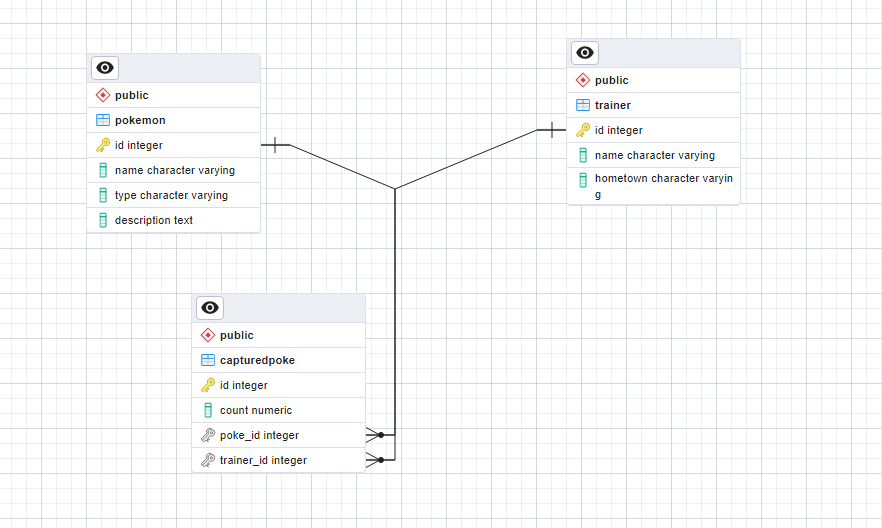 public
pokemon
id integer
name character varying
type character varying
description text
public
trainer
id integer
name character varying
hometown character varyin
g
public
capturedpoke
id integer
count numeric
poke_id integer
trainer_id integer